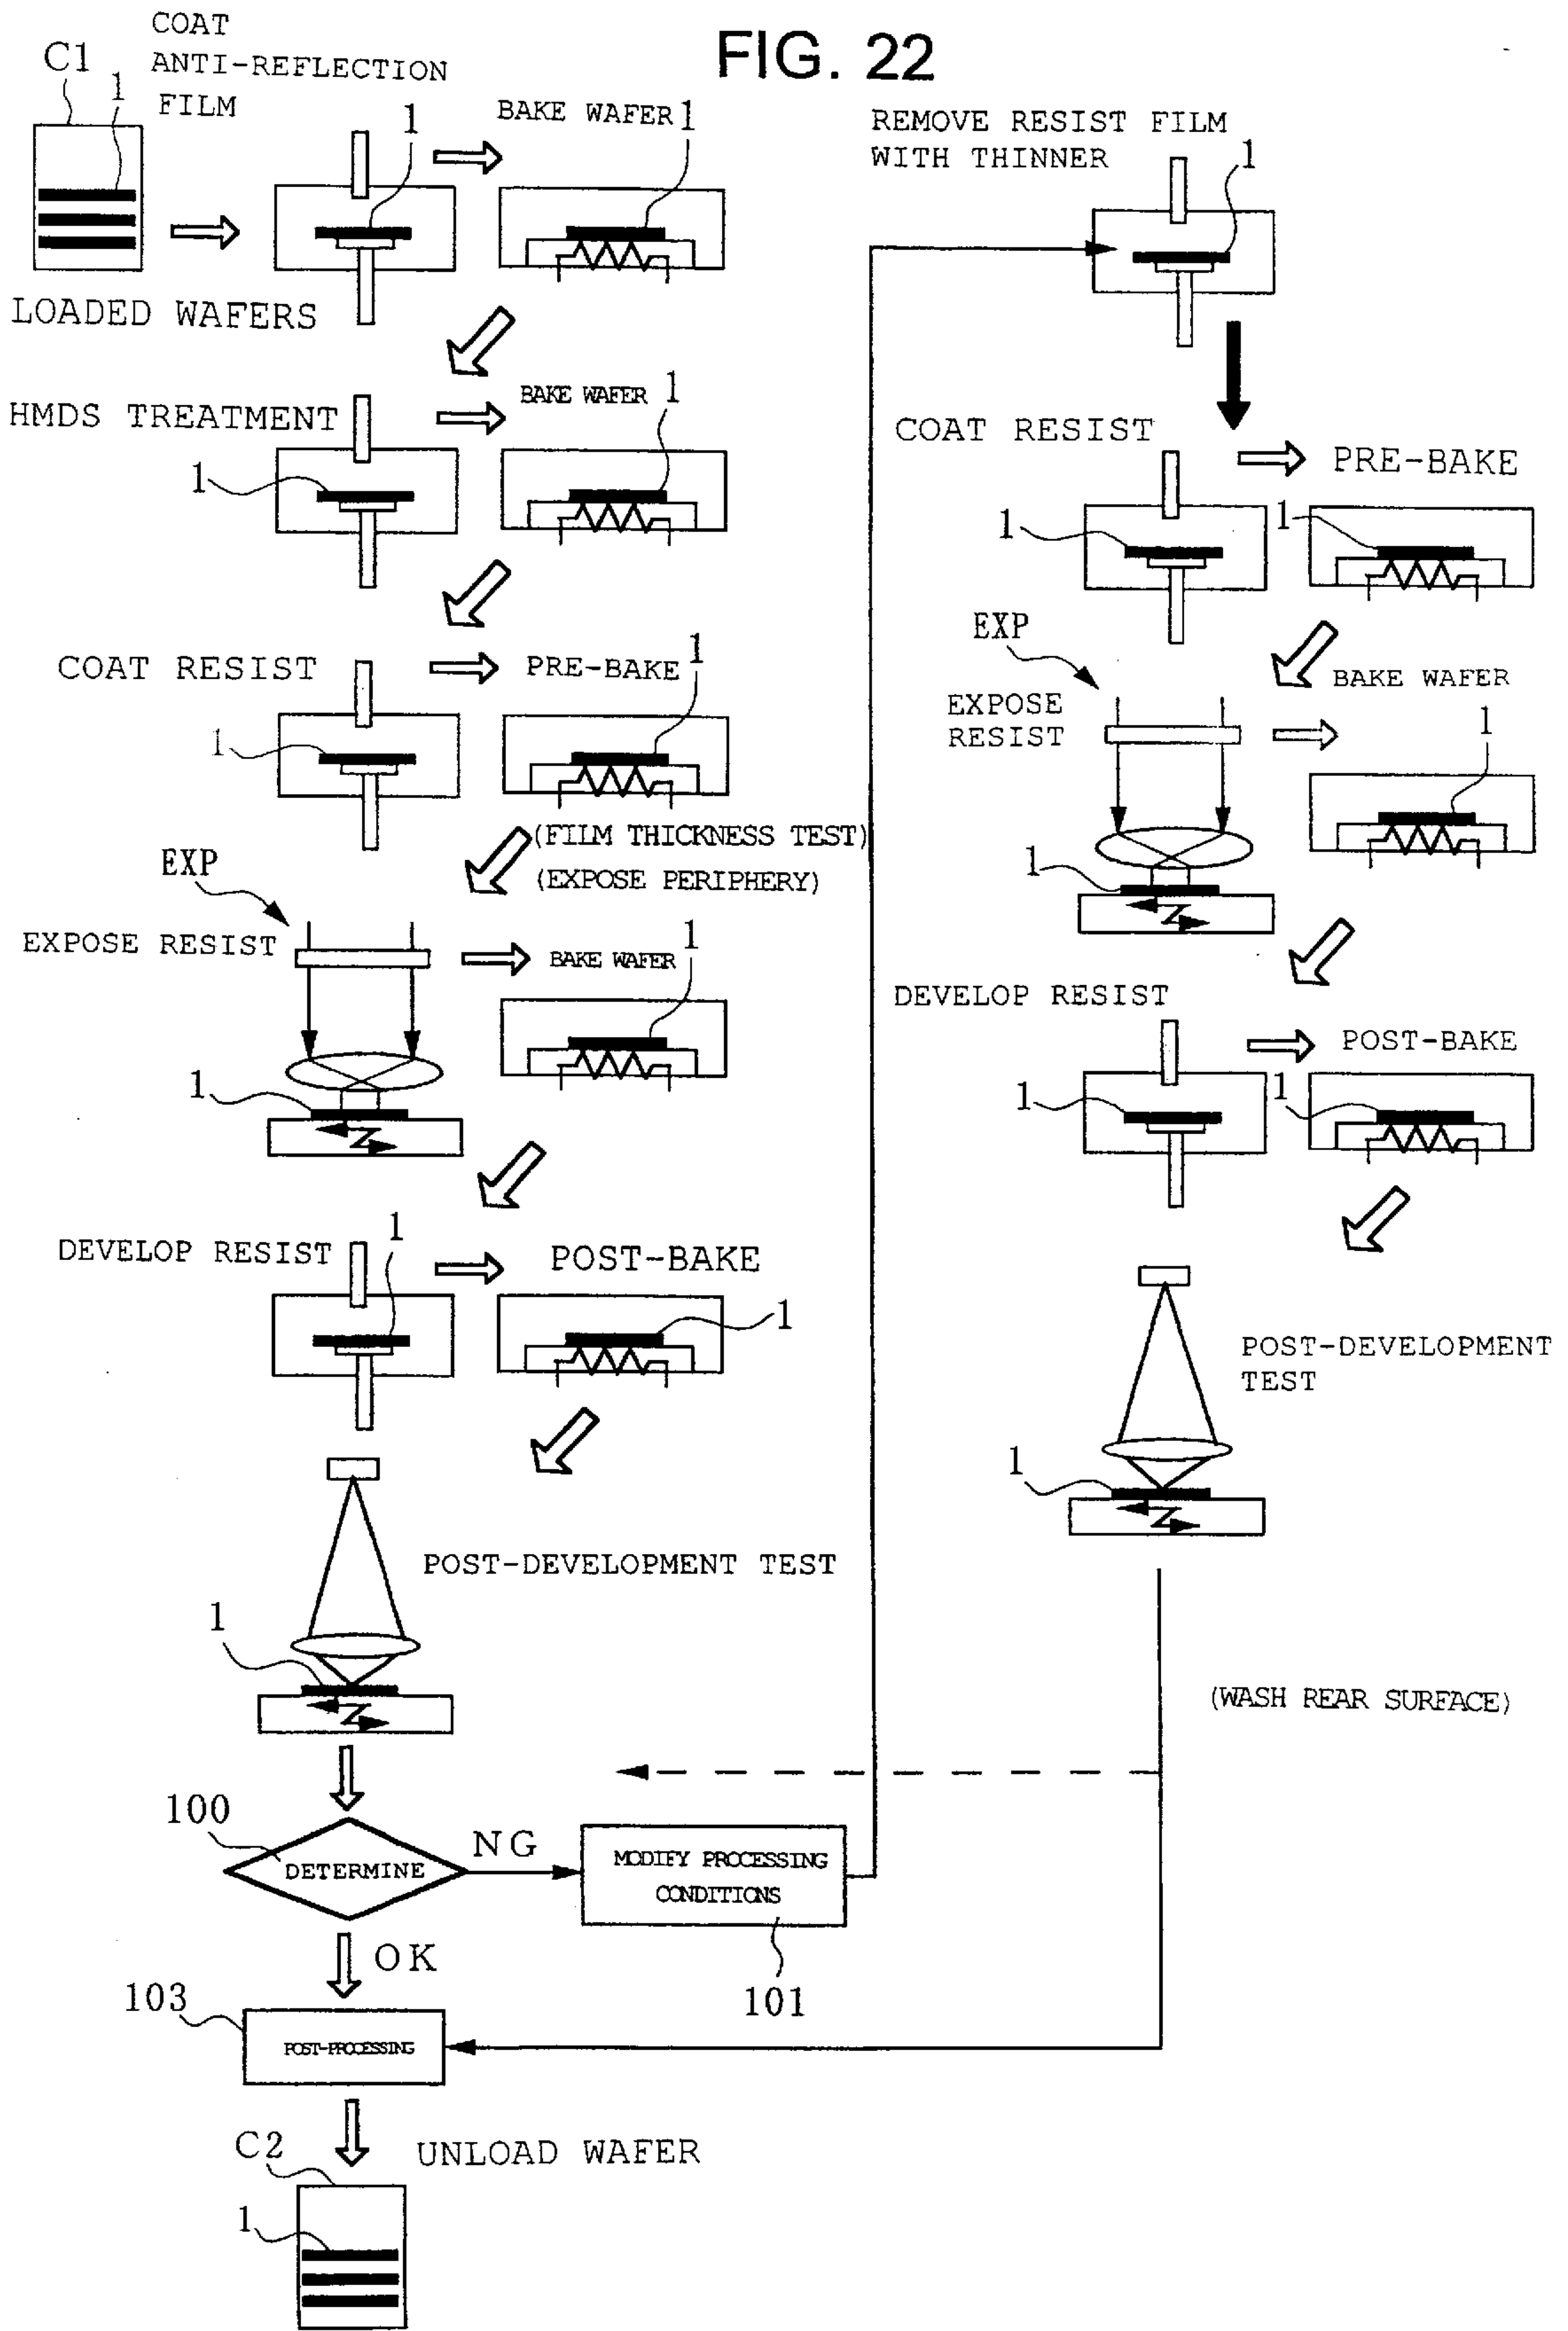 FIG. 22
C1
1
COAT
ANTI-REFLECTION
FILM
1
BAKE WAFER 1
LOADED WAFERS
HMDS TREATMENT
1
BAKE WAFER
1
COAT RESIST
1
PRE-BAKE
1
(FILM THICKNESS TEST)
(EXPOSE PERIPHERY)
EXP
EXPOSE RESIST
1
BAKE WAFER
1
DEVELOP RESIST
1
POST-BAKE
1
POST-DEVELOPMENT TEST
1
100
DETERMINE
NG
MODIFY PROCESSING
CONDITIONS
101
OK
103
POST-PROCESSING
C2
UNLOAD WAFER
1
REMOVE RESIST FILM
WITH THINNER
1
COAT RESIST
1
PRE-BAKE
1
EXP
EXPOSE
RESIST
1
BAKE WAFER
1
DEVELOP RESIST
1
POST-BAKE
1
POST-DEVELOPMENT
TEST
1
(WASH REAR SURFACE)